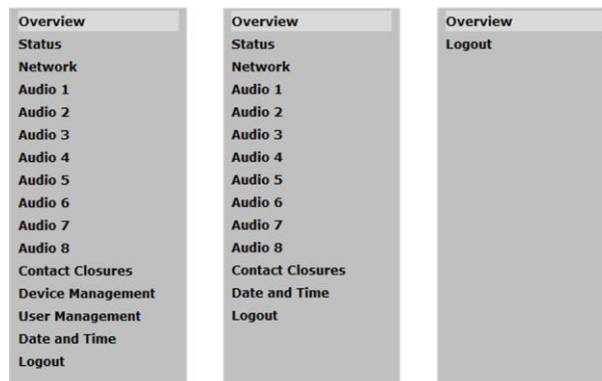 Overview
Status
Network
Audio 1
Audio 2
Audio 3
Audio 4
Audio 5
Audio 6
Audio 7
Audio 8
Contact Closures
Device Management
User Management
Date and Time
Logout
Overview
Status
Network
Audio 1
Audio 2
Audio 3
Audio 4
Audio 5
Audio 6
Audio 7
Audio 8
Contact Closures
Date and Time
Logout
Overview
Logout